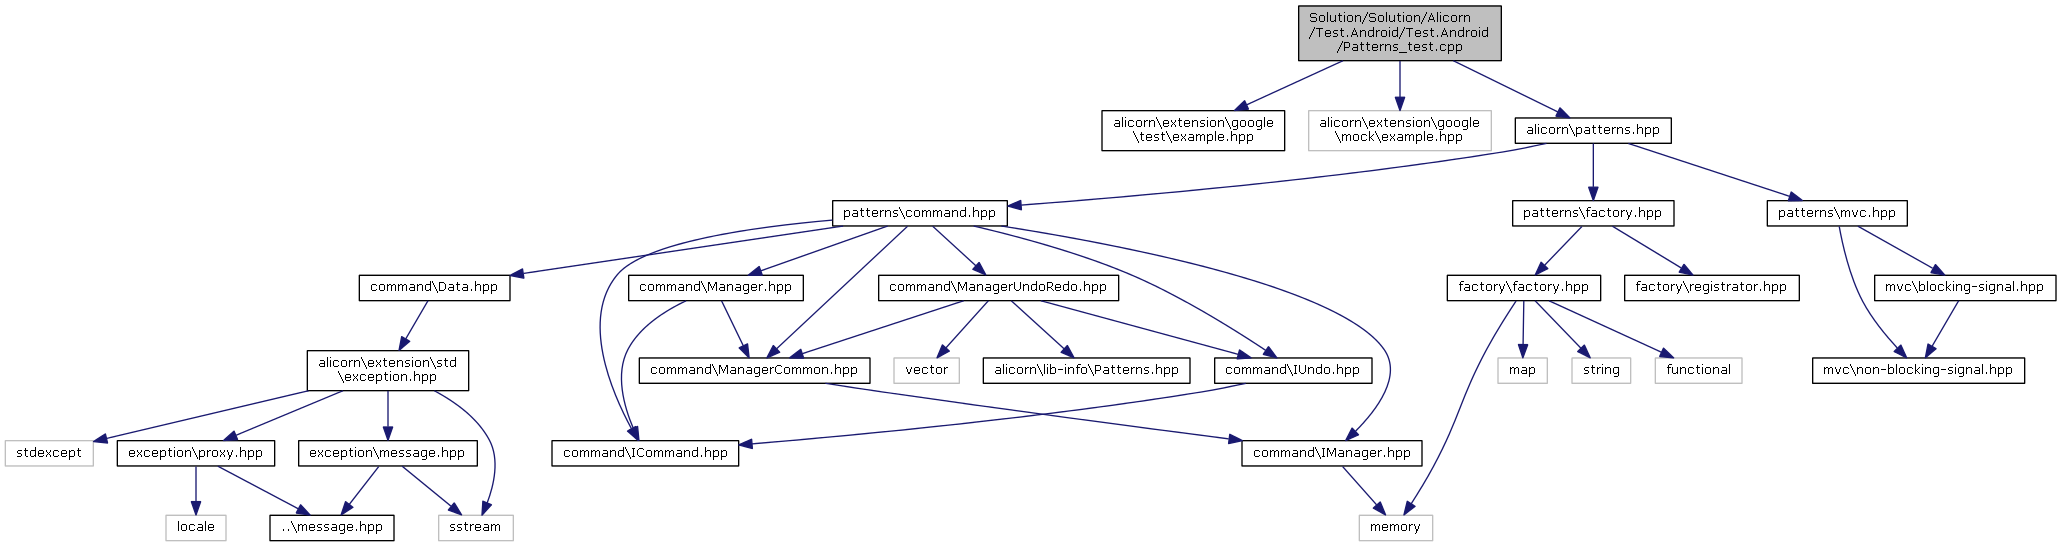 Solution/Solution/Alicorn
/Test.Android/Test.Android
/Patterns_test.cpp
alicorn\extension\google
\test\example.hpp
alicorn\extension\google
\mock\example.hpp
alicorn\patterns.hpp
patterns\command.hpp
patterns\factory.hpp
patterns\mvc.hpp
command\Data.hpp
command\Manager.hpp
command\ManagerUndoRedo.hpp
factory\factory.hpp
factory\registrator.hpp
mvc\blocking-signal.hpp
alicorn\extension\std
\exception.hpp
command\ManagerCommon.hpp
vector
alicorn\lib-info\Patterns.hpp
command\IUndo.hpp
map
string
functional
mvc\non-blocking-signal.hpp
stdexcept
exception\proxy.hpp
exception\message.hpp
command\ICommand.hpp
command\IManager.hpp
locale
..\message.hpp
sstream
memory